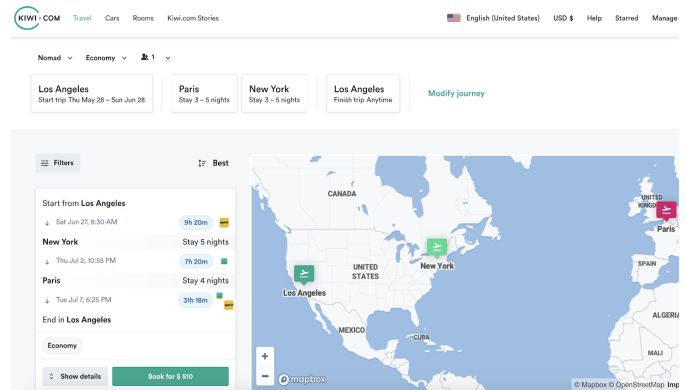 KIWI.COM Travel Cars Rooms Kiwi.com Stories English (United States) USD $ Help Starred Manage
Nomad Economy 1
Los Angeles
Start trip Thu May 28 – Sun Jun 28
Paris
Stay 3 – 5 nights
New York
Stay 3 – 5 nights
Los Angeles
Finish trip Anytime
Modify journey
Filters Best
Start from Los Angeles
Sat Jun 27, 8:30 AM 9h 20m
New York Stay 5 nights
Thu Jul 2, 10:55 PM 7h 20m
Paris Stay 4 nights
Tue Jul 7, 6:25 PM 31h 18m
End in Los Angeles
Economy
Show details Book for $ 510
CANADA
UNITED
KINGD
Paris
New York
UNITED
STATES
SPAIN
Los Angeles
ALGERIA
MEXICO
CUBA
MALI
+
−
mapbox
© Mapbox © OpenStreetMap Imp